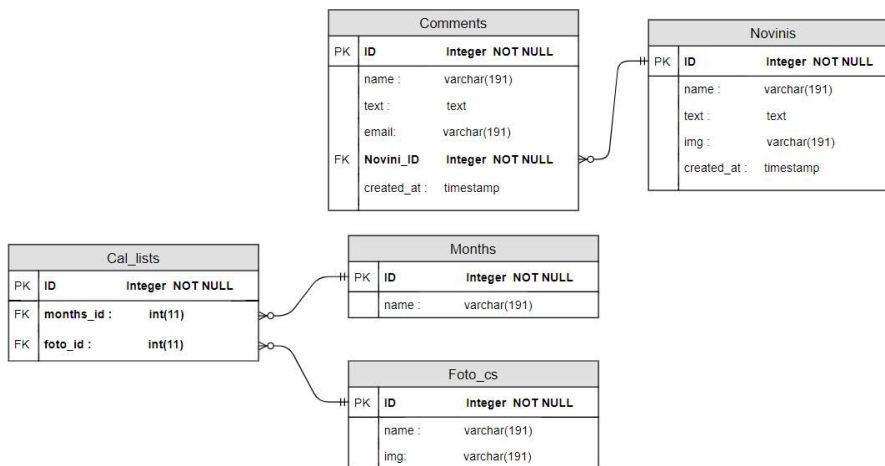 Comments
PK ID Integer NOT NULL
name : varchar(191)
text : text
email: varchar(191)
FK Novini_ID Integer NOT NULL
created_at : timestamp
Novinis
PK ID Integer NOT NULL
name : varchar(191)
text : text
img : varchar(191)
created_at : timestamp
Cal_lists
PK ID Integer NOT NULL
FK months_id : int(11)
FK foto_id : int(11)
Months
PK ID Integer NOT NULL
name : varchar(191)
Foto_cs
PK ID Integer NOT NULL
name : varchar(191)
img: varchar(191)